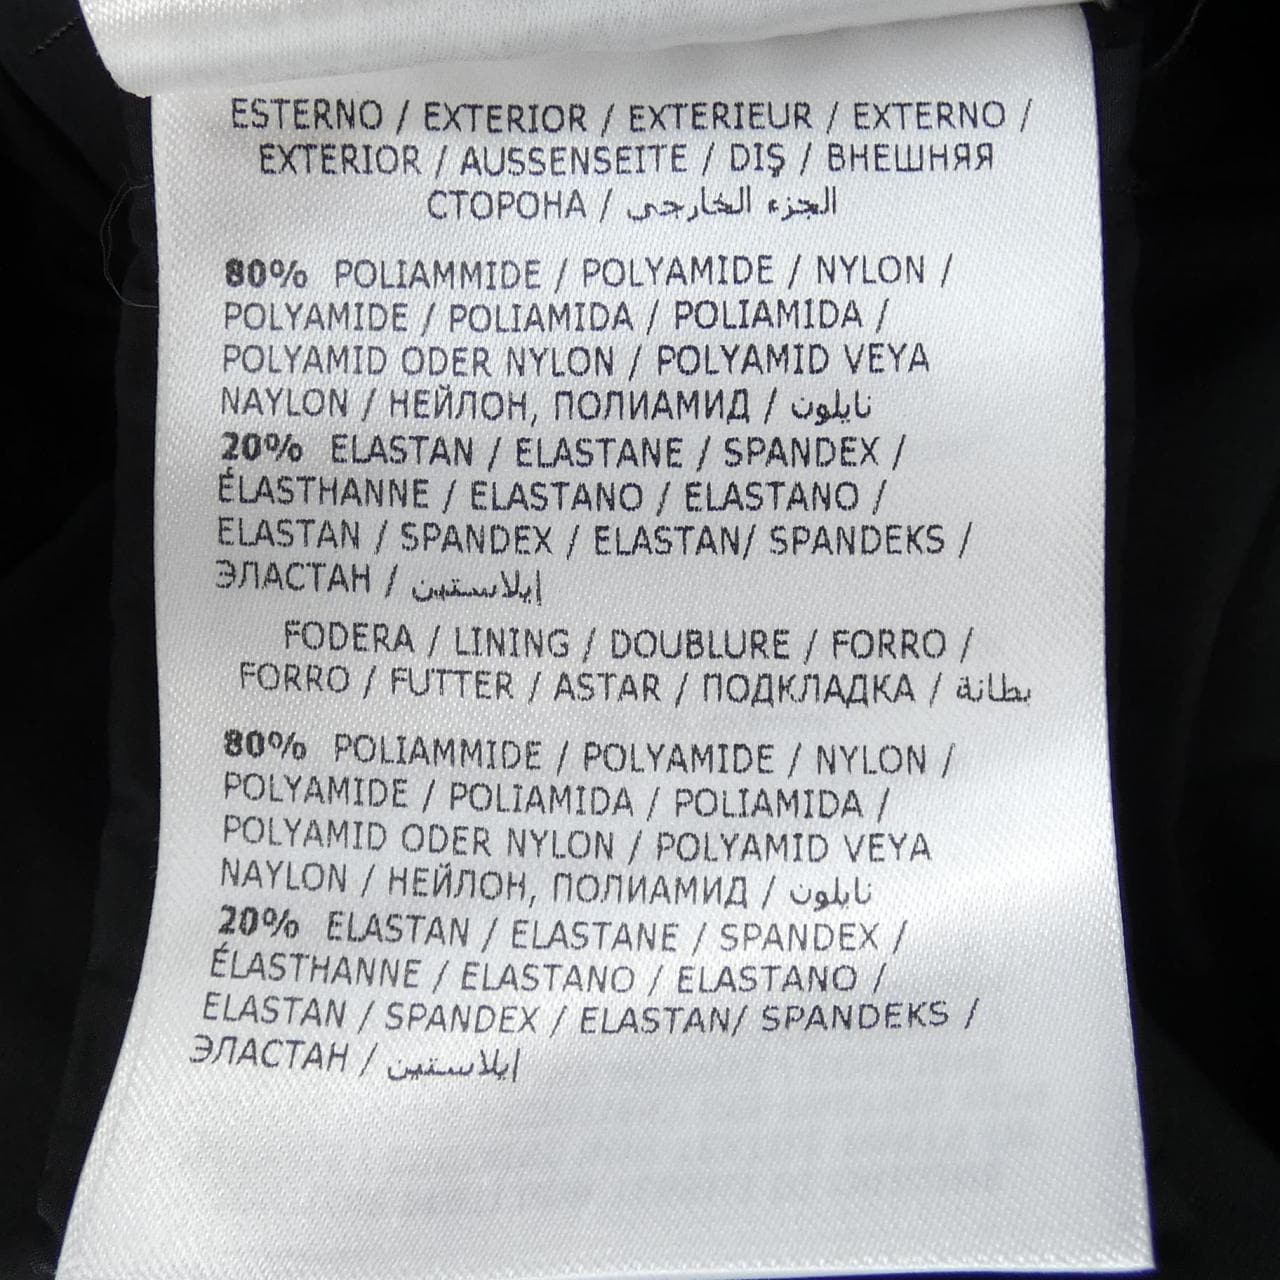 ESTERNO / EXTERIOR / EXTERIEUR / EXTERNO /
EXTERIOR / AUSSENSEITE / DIŞ / ВНЕШНЯЯ
СТОРОНА / الجزء الخارجي
80% POLIAMMIDE / POLYAMIDE / NYLON /
POLYAMIDE / POLIAMIDA / POLIAMIDA /
POLYAMID ODER NYLON / POLYAMID VEYA
NAYLON / НЕЙЛОН, ПОЛИАМИД / نايلون
20% ELASTAN / ELASTANE / SPANDEX /
ÉLASTHANNE / ELASTANO / ELASTANO /
ELASTAN / SPANDEX / ELASTAN/ SPANDEKS /
ЭЛАСТАН / إيلاستين
FODERA / LINING / DOUBLURE / FORRO /
FORRO / FUTTER / ASTAR / ПОДКЛАДКА / بطانة
80% POLIAMMIDE / POLYAMIDE / NYLON /
POLYAMIDE / POLIAMIDA / POLIAMIDA /
POLYAMID ODER NYLON / POLYAMID VEYA
NAYLON / НЕЙЛОН, ПОЛИАМИД / نايلون
20% ELASTAN / ELASTANE / SPANDEX /
ÉLASTHANNE / ELASTANO / ELASTANO /
ELASTAN / SPANDEX / ELASTAN/ SPANDEKS /
ЭЛАСТАН / إيلاستين